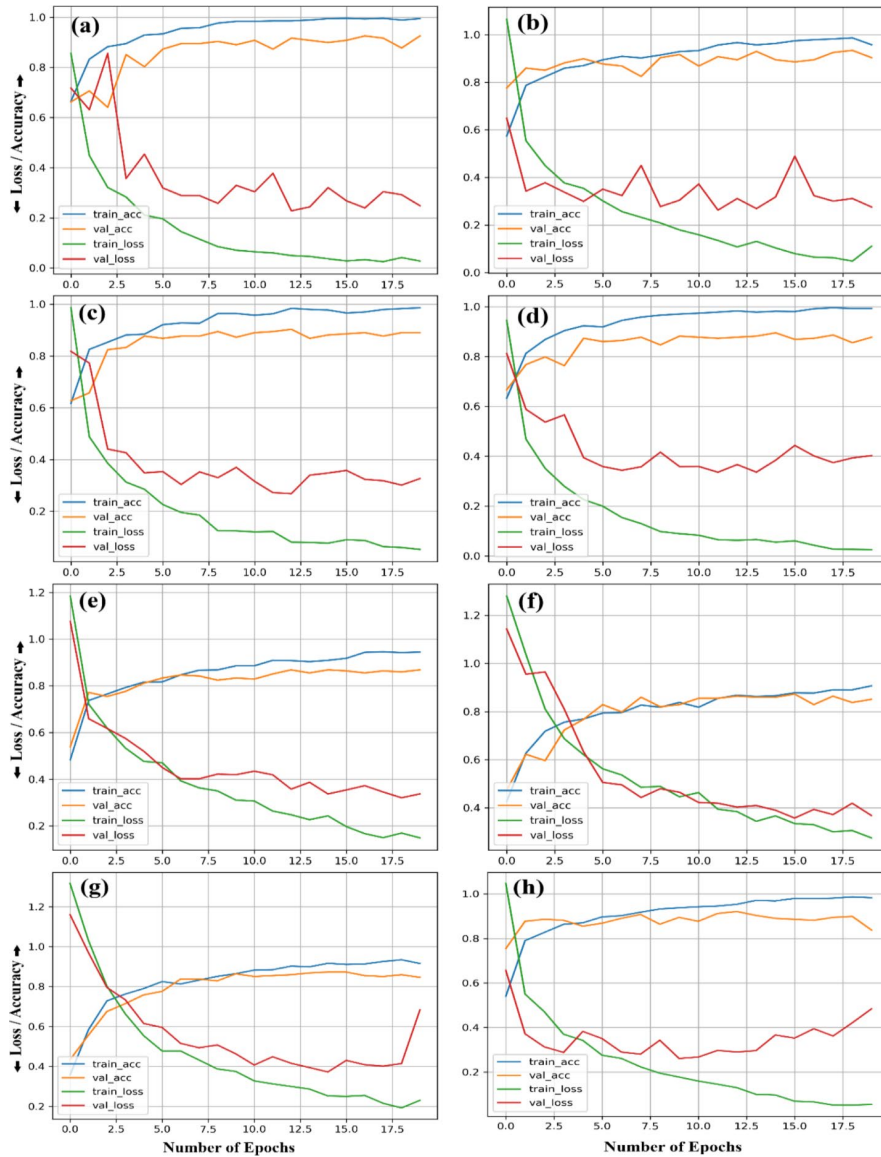 (a)
1.0
0.8
0.6
0.4
0.2
0.0
train_acc
val_acc
train_loss
val_loss
0.0 2.5 5.0 7.5 10.0 12.5 15.0 17.5
Loss / Accuracy
(b)
1.0
0.8
0.6
0.4
0.2
0.0
train_acc
val_acc
train_loss
val_loss
0.0 2.5 5.0 7.5 10.0 12.5 15.0 17.5
(c)
1.0
0.8
0.6
0.4
0.2
train_acc
val_acc
train_loss
val_loss
0.0 2.5 5.0 7.5 10.0 12.5 15.0 17.5
Loss / Accuracy
(d)
1.0
0.8
0.6
0.4
0.2
0.0
train_acc
val_acc
train_loss
val_loss
0.0 2.5 5.0 7.5 10.0 12.5 15.0 17.5
(e)
1.2
1.0
0.8
0.6
0.4
0.2
train_acc
val_acc
train_loss
val_loss
0.0 2.5 5.0 7.5 10.0 12.5 15.0 17.5
Loss / Accuracy
(f)
1.2
1.0
0.8
0.6
0.4
train_acc
val_acc
train_loss
val_loss
0.0 2.5 5.0 7.5 10.0 12.5 15.0 17.5
(g)
1.2
1.0
0.8
0.6
0.4
0.2
train_acc
val_acc
train_loss
val_loss
0.0 2.5 5.0 7.5 10.0 12.5 15.0 17.5
Loss / Accuracy
Number of Epochs
(h)
1.0
0.8
0.6
0.4
0.2
train_acc
val_acc
train_loss
val_loss
0.0 2.5 5.0 7.5 10.0 12.5 15.0 17.5
Number of Epochs